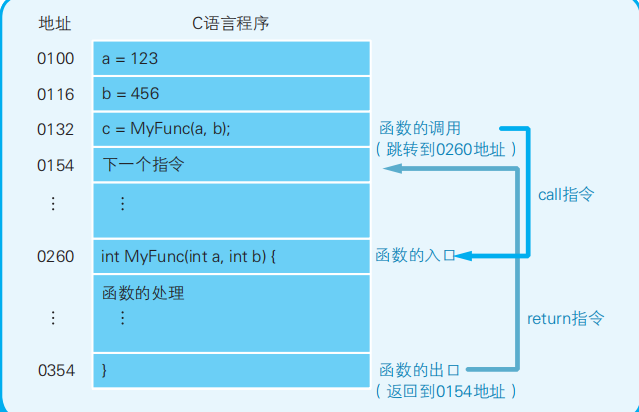 地址 C语言程序
0100 a = 123
0116 b = 456
0132 c = MyFunc(a, b); 函数的调用
(跳转到0260地址)
0154 下一个指令
⋮ ⋮
call指令
0260 int MyFunc(int a, int b) { 函数的入口
函数的处理
⋮ ⋮
return指令
0354 } 函数的出口
(返回到0154地址)